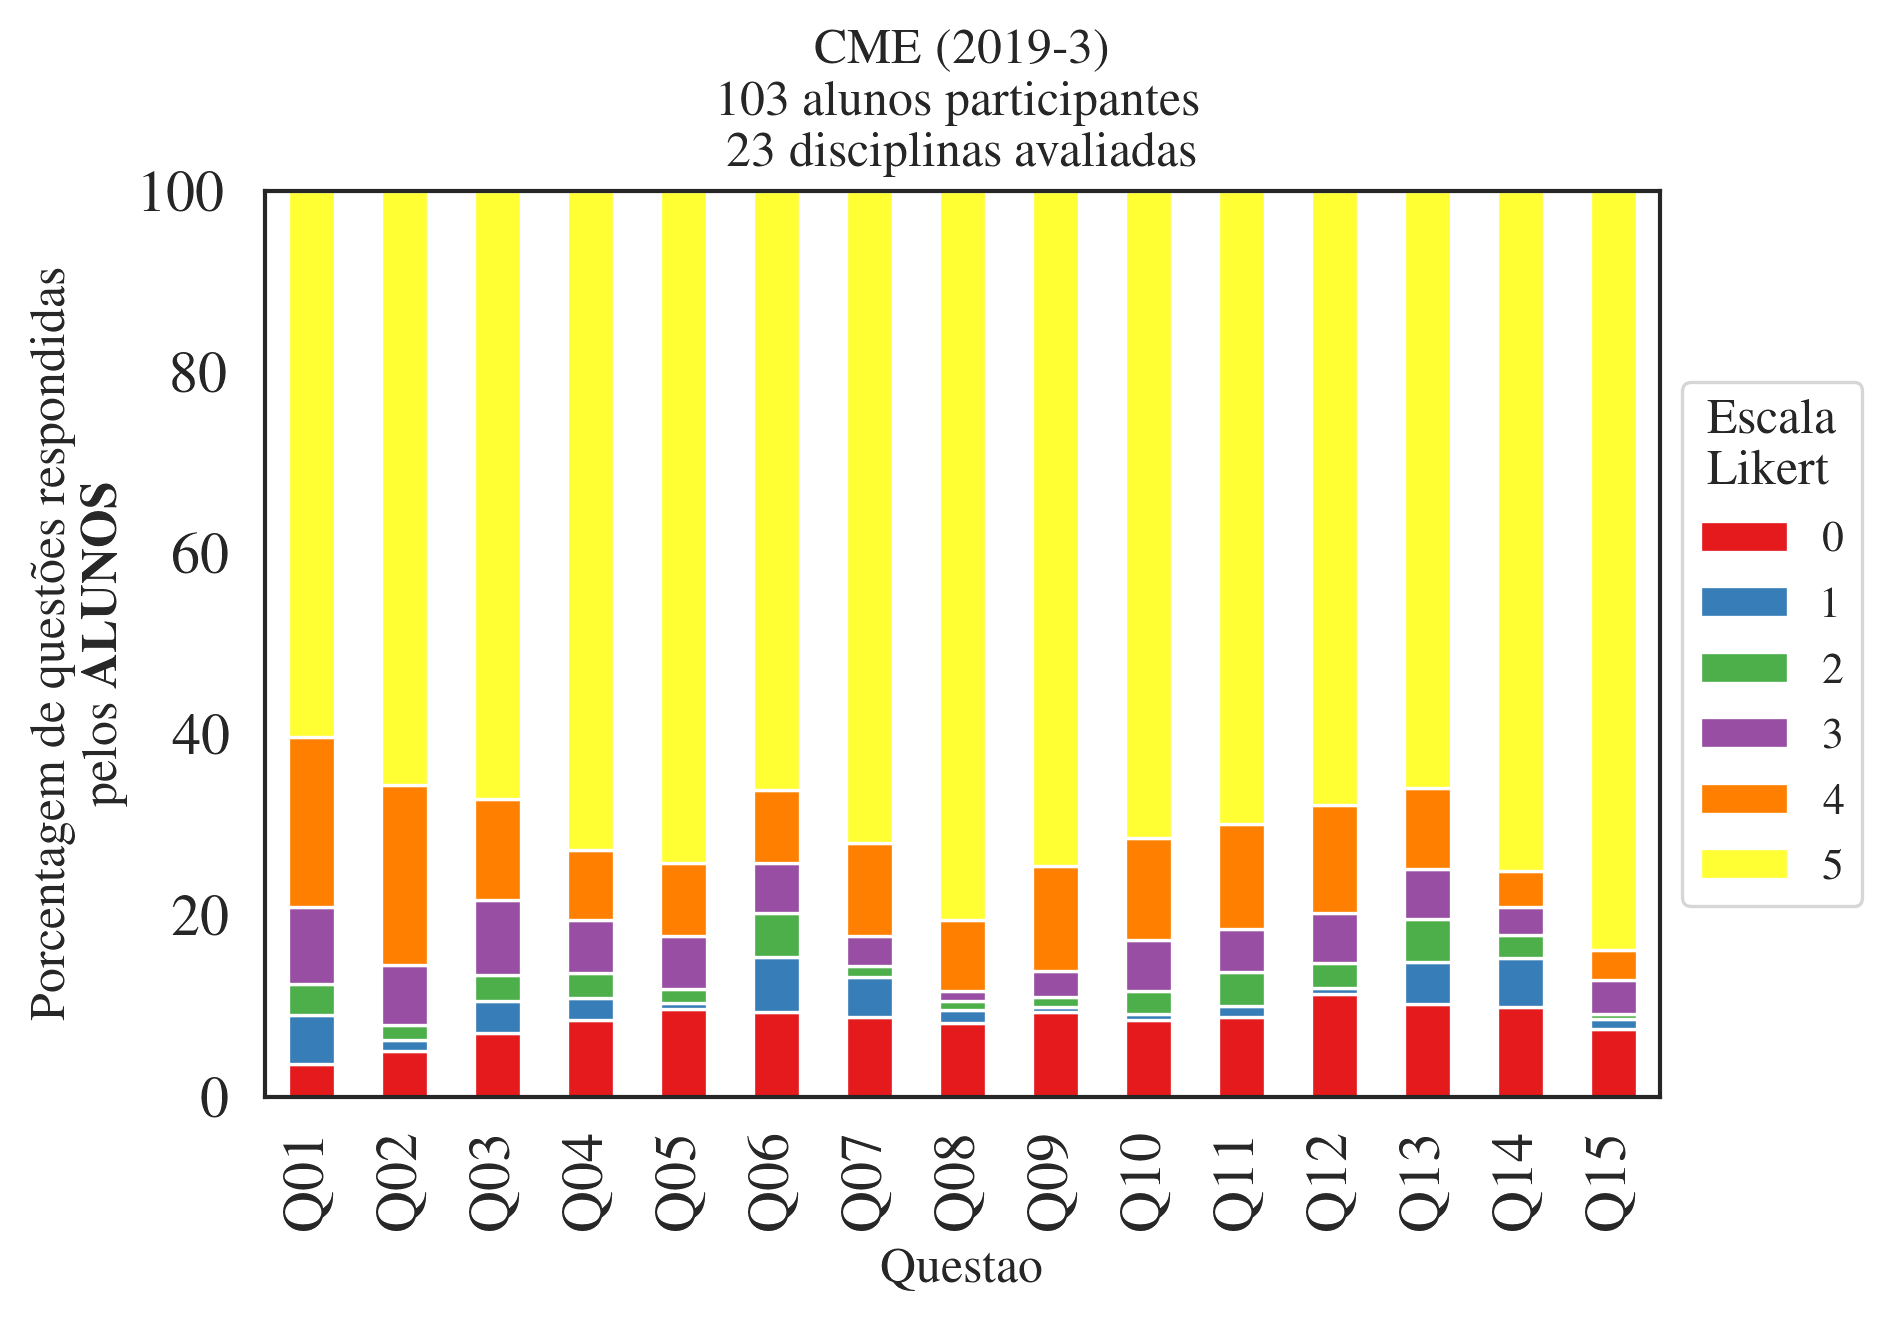 CME (2019-3)
103 alunos participantes
23 disciplinas avaliadas
Porcentagem de questões respondidas
pelos ALUNOS
100
80
60
40
20
0
Q01
Q02
Q03
Q04
Q05
Q06
Q07
Q08
Q09
Q10
Q11
Q12
Q13
Q14
Q15
Questao
Escala
Likert
0
1
2
3
4
5